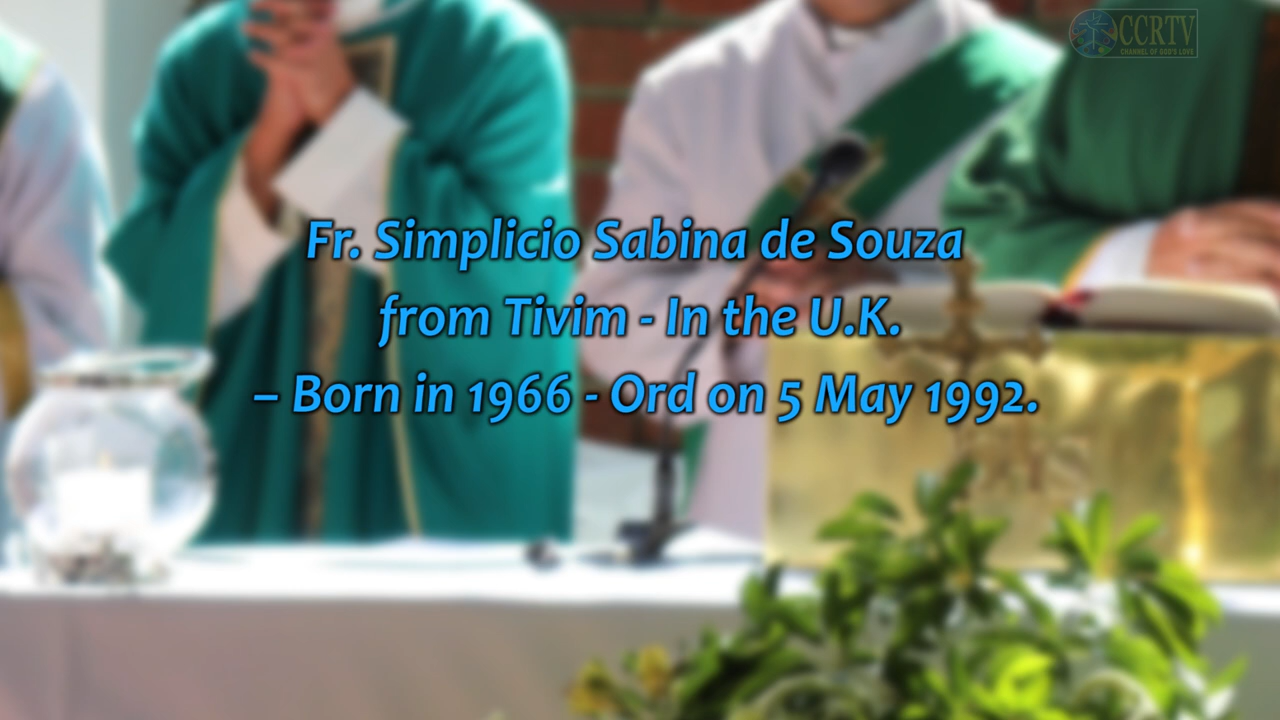 CCRTV
CHANNEL OF GOD'S LOVE
Fr. Simplicio Sabina de Souza
from Tivim - In the U.K.
– Born in 1966 - Ord on 5 May 1992.